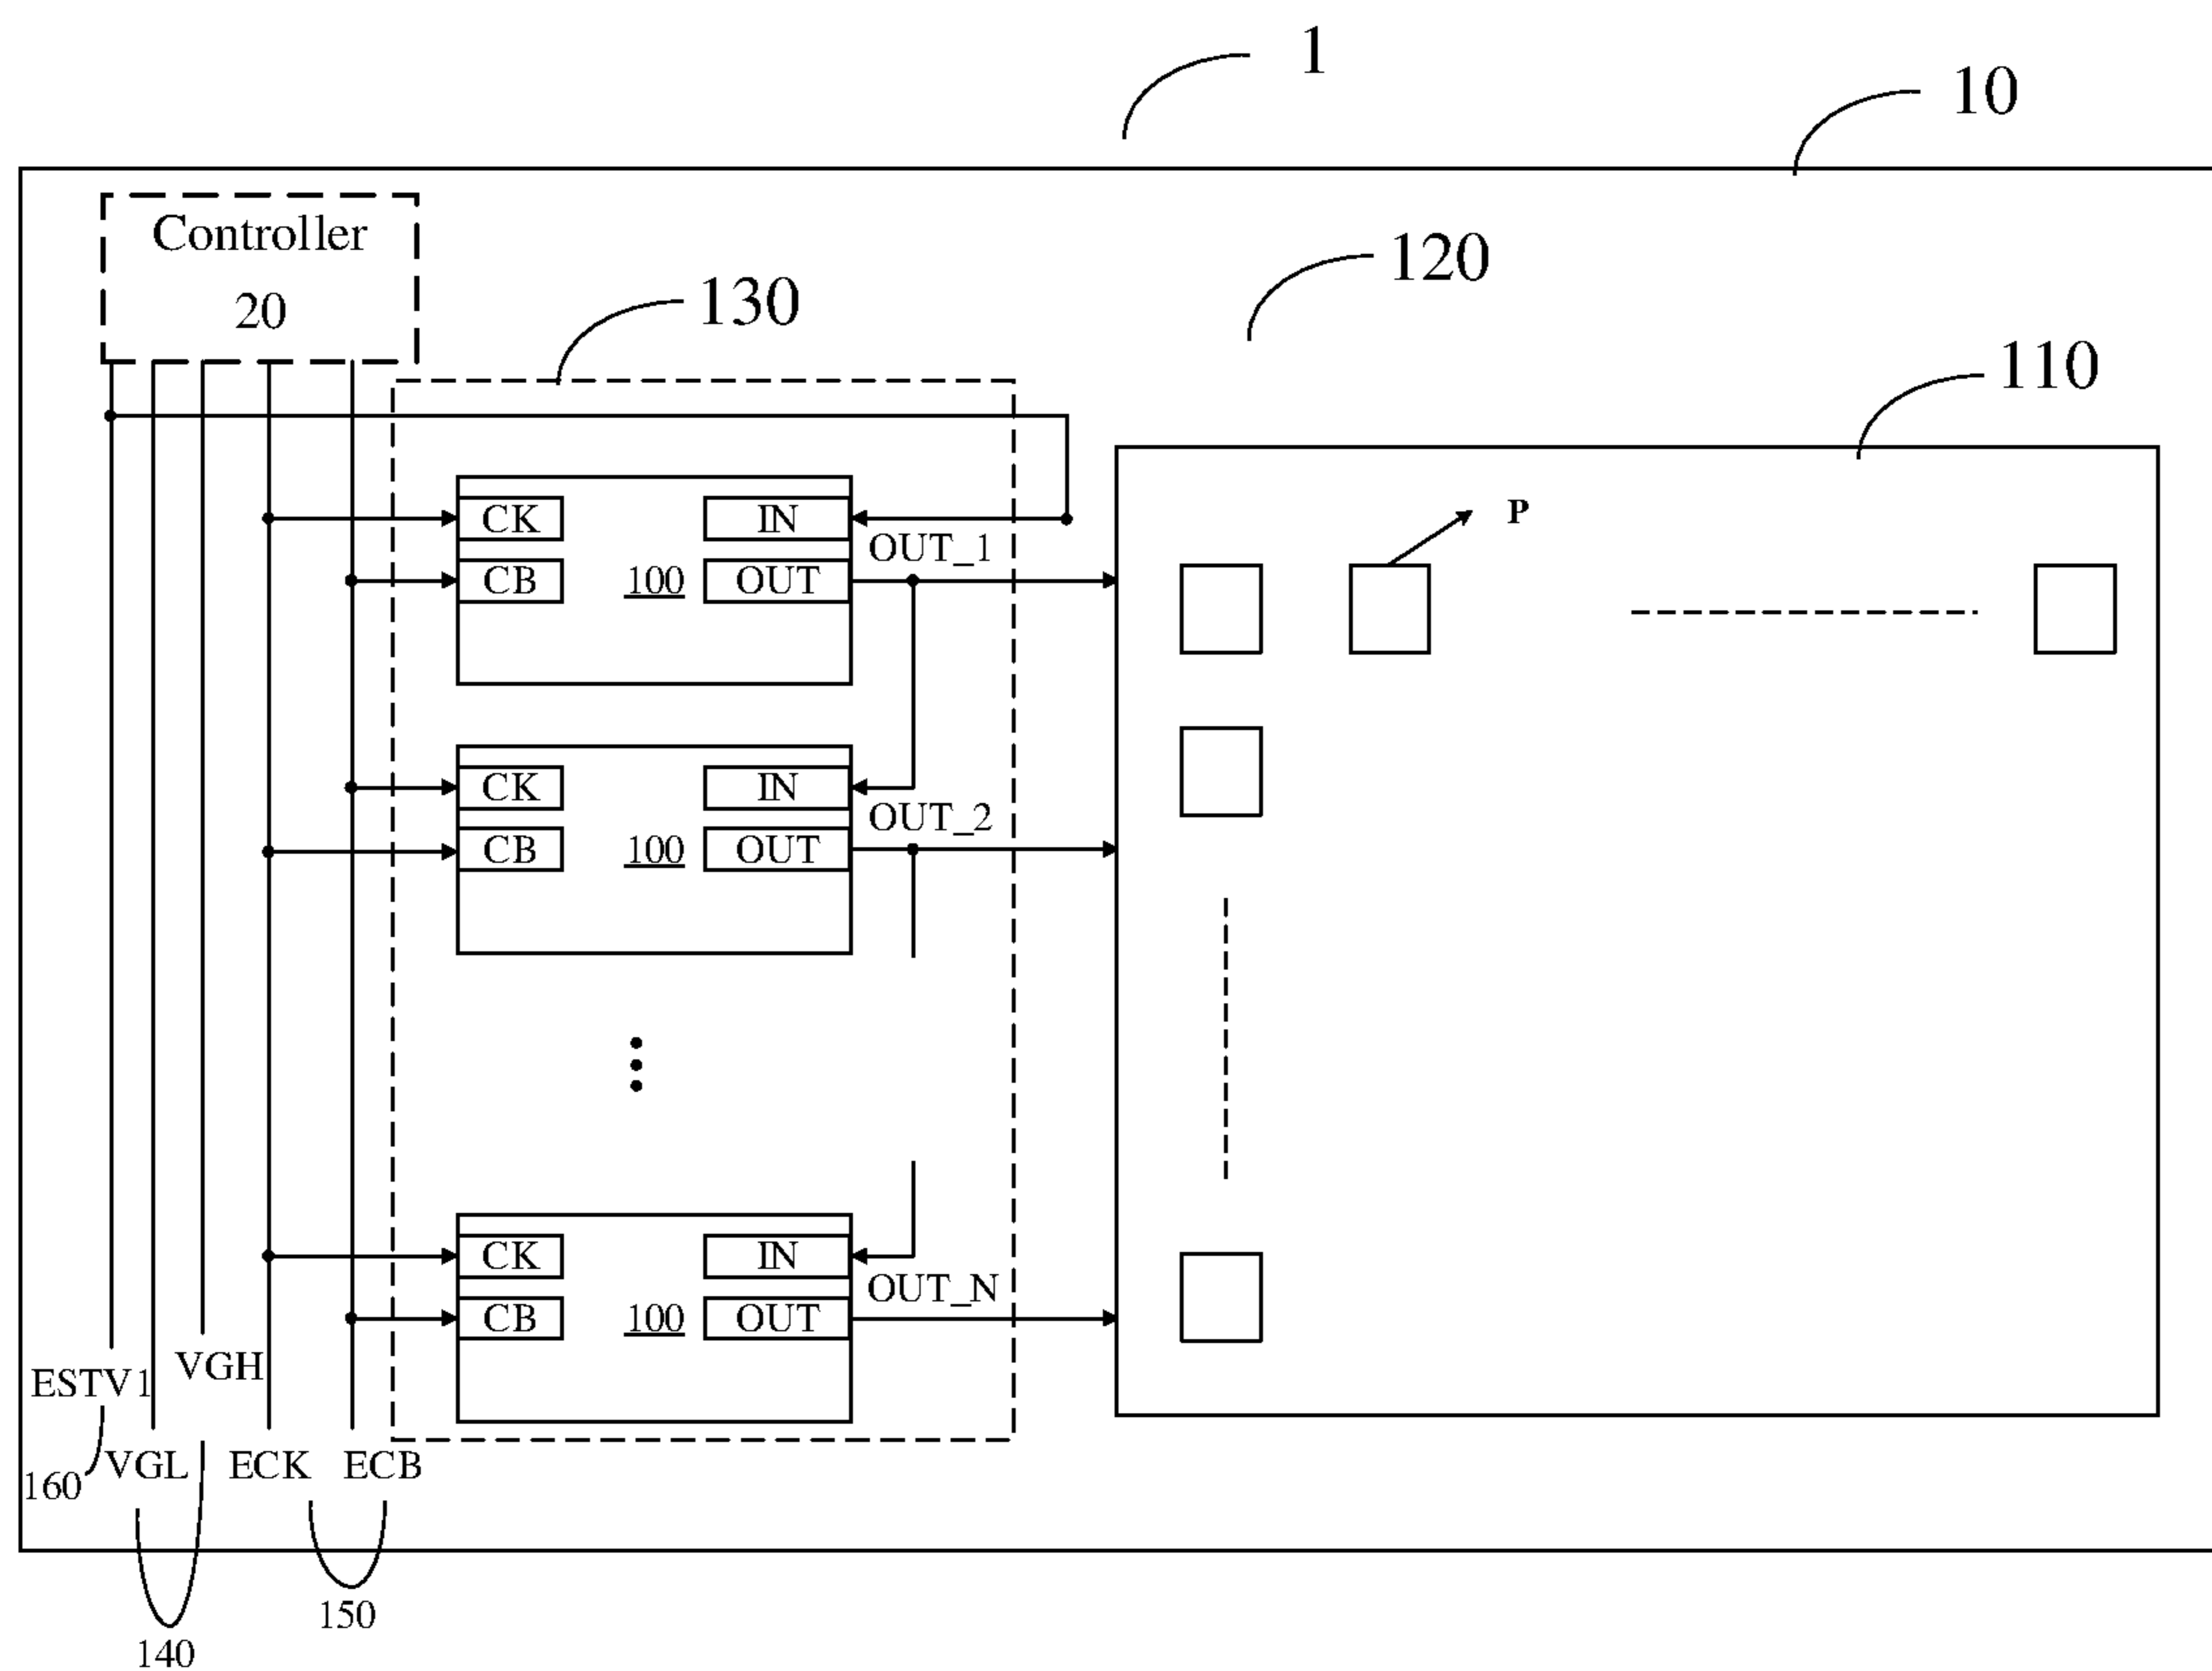 1
10
Controller
20
120
130
110
CK
IN
OUT_1
P
CB
100
OUT
CK
IN
OUT_2
CB
100
OUT
CK
IN
OUT_N
CB
100
OUT
VGH
ESTV1
VGL
ECK
ECB
160
150
140